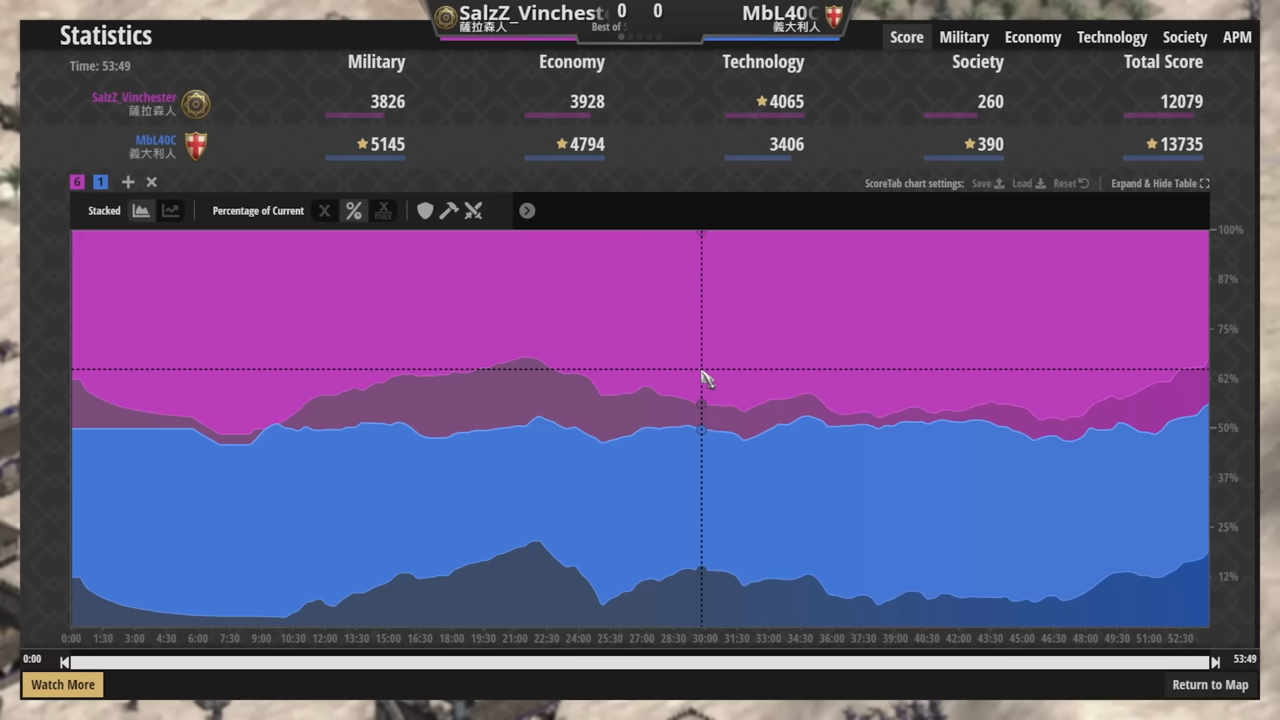 SalzZ_Vinchest 0 0 MbL40C
薩拉森人 Best of 義大利人
Statistics
Score Military Economy Technology Society APM
Time: 53:49 Military Economy Technology Society Total Score
SalzZ_Vinchester
薩拉森人
3826 3928 4065 260 12079
MbL40C
義大利人
5145 4794 3406 390 13735
6 1
ScoreTab chart settings: Save Load Reset Expand & Hide Table
Stacked Percentage of Current X % X max
100%
87%
75%
62%
50%
37%
25%
12%
0:00 1:30 3:00 4:30 6:00 7:30 9:00 10:30 12:00 13:30 15:00 16:30 18:00 19:30 21:00 22:30 24:00 25:30 27:00 28:30 30:00 31:30 33:00 34:30 36:00 37:30 39:00 40:30 42:00 43:30 45:00 46:30 48:00 49:30 51:00 52:30
0:00 53:49
Watch More Return to Map